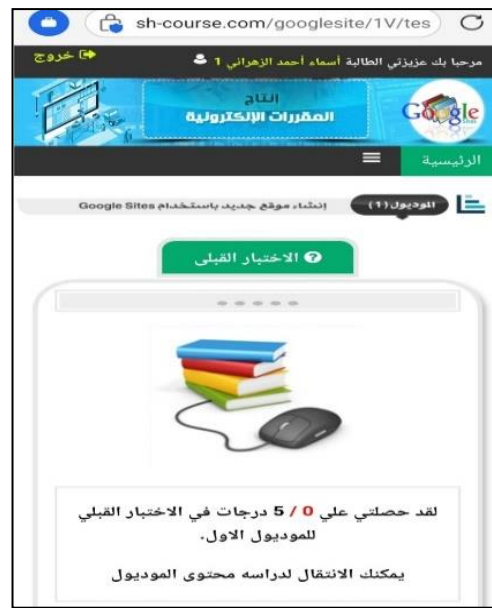 sh-course.com/googlesite/1V/tes
مرحبا بك عزيزتي الطالبة أسماء أحمد الزهراني 1
خروج
Google
Sites
انتاج
المقررات الإلكترونية
الرئيسية
الموديول (1)
إنشاء موقع جديد باستخدام Google Sites
الاختبار القبلى
لقد حصلتي علي 0 / 5 درجات في الاختبار القبلي
للموديول الاول.
يمكنك الانتقال لدراسه محتوى الموديول